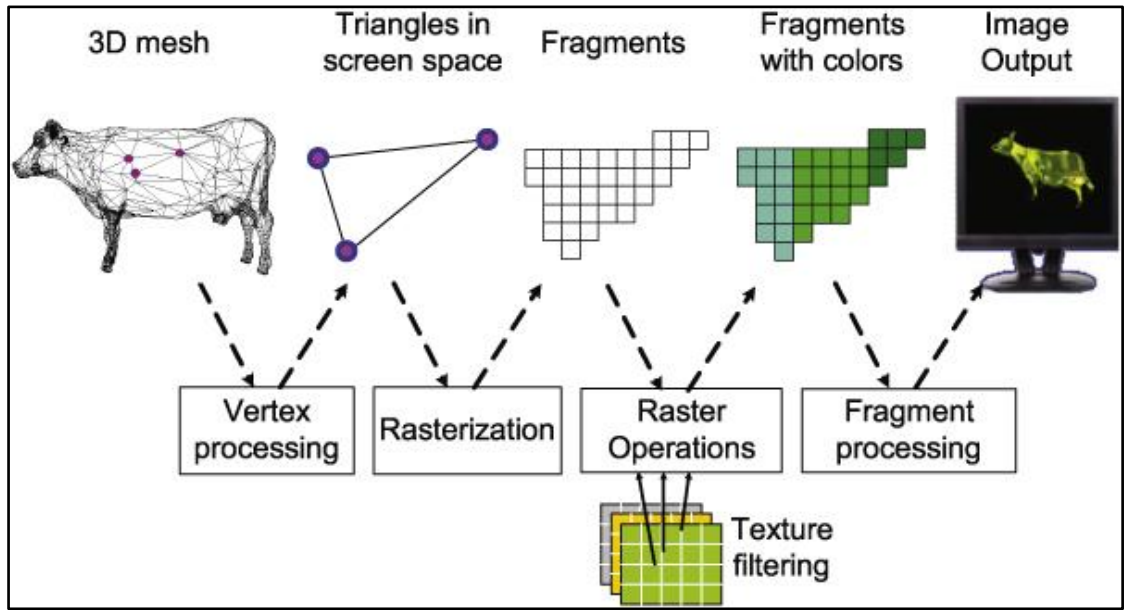 3D mesh
Triangles in
screen space
Fragments
Fragments
with colors
Image
Output
Vertex
processing
Rasterization
Raster
Operations
Fragment
processing
Texture
filtering